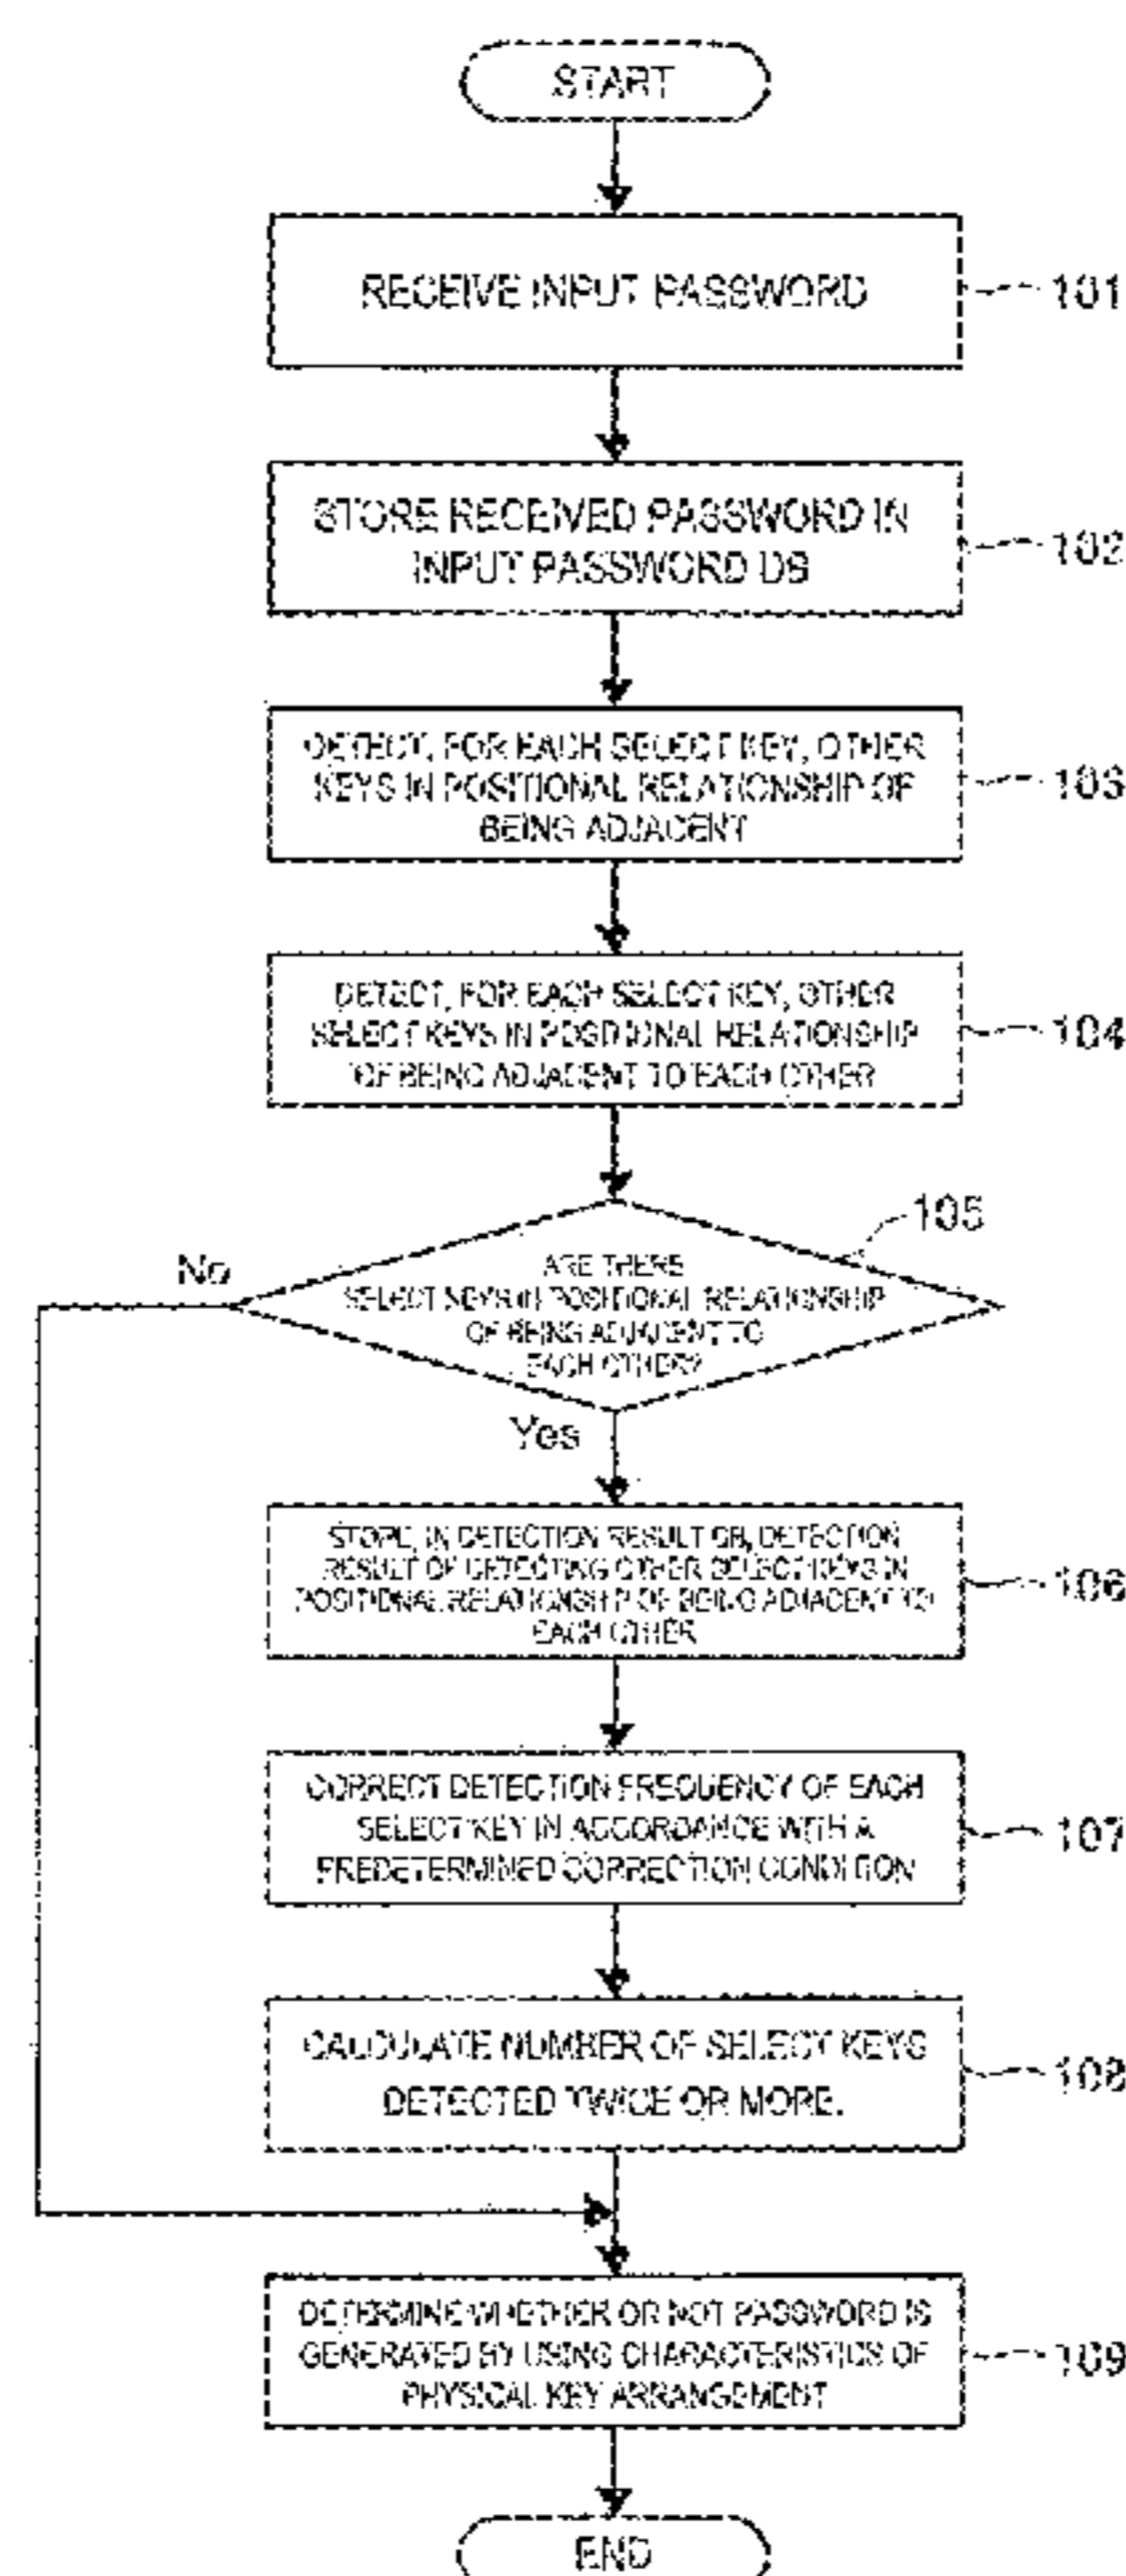 START
RECEIVE INPUT PASSWORD
101
STORE RECEIVED PASSWORD IN
INPUT PASSWORD DB
102
DETECT, FOR EACH SELECT KEY, OTHER
KEYS IN POSITIONAL RELATIONSHIP OF
BEING ADJACENT
103
DETECT, FOR EACH SELECT KEY, OTHER
SELECT KEYS IN POSITIONAL RELATIONSHIP
OF BEING ADJACENT TO EACH OTHER
104
105
No
ARE THERE
SELECT KEYS IN POSITIONAL RELATIONSHIP
OF BEING ADJACENT TO
EACH OTHER?
Yes
STORE, IN DETECTION RESULT DB, DETECTION
RESULT OF DETECTING OTHER SELECT KEYS IN
POSITIONAL RELATIONSHIP OF BEING ADJACENT TO
EACH OTHER
106
CORRECT DETECTION FREQUENCY OF EACH
SELECT KEY IN ACCORDANCE WITH A
PREDETERMINED CORRECTION CONDITION
107
CALCULATE NUMBER OF SELECT KEYS
DETECTED TWICE OR MORE.
108
DETERMINE WHETHER OR NOT PASSWORD IS
GENERATED BY USING CHARACTERISTICS OF
PHYSICAL KEY ARRANGEMENT
109
END